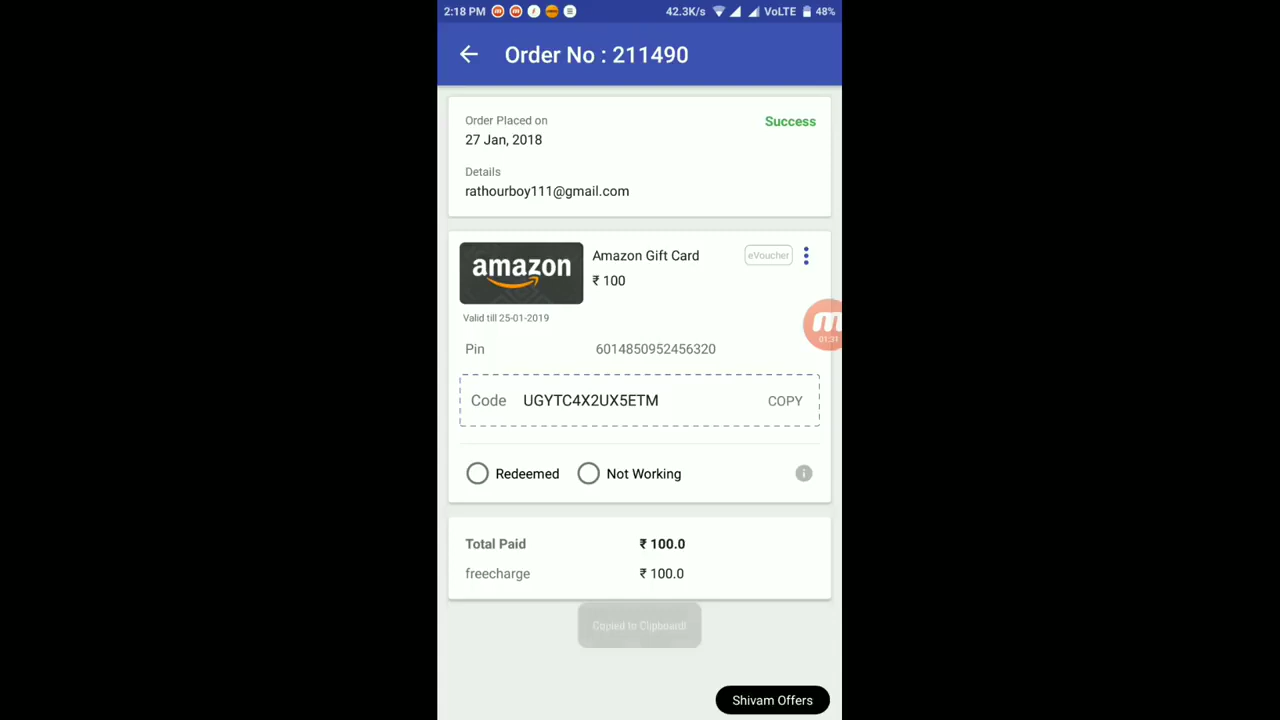 2:18 PM 42.3K/s VoLTE 48%
Order No : 211490
Order Placed on Success
27 Jan, 2018
Details
rathourboy111@gmail.com
amazon Amazon Gift Card eVoucher
₹ 100
Valid till 25-01-2019
01:31
Pin 6014850952456320
Code UGYTC4X2UX5ETM COPY
Redeemed Not Working
Total Paid ₹ 100.0
freecharge ₹ 100.0
Copied to Clipboard!
Shivam Offers